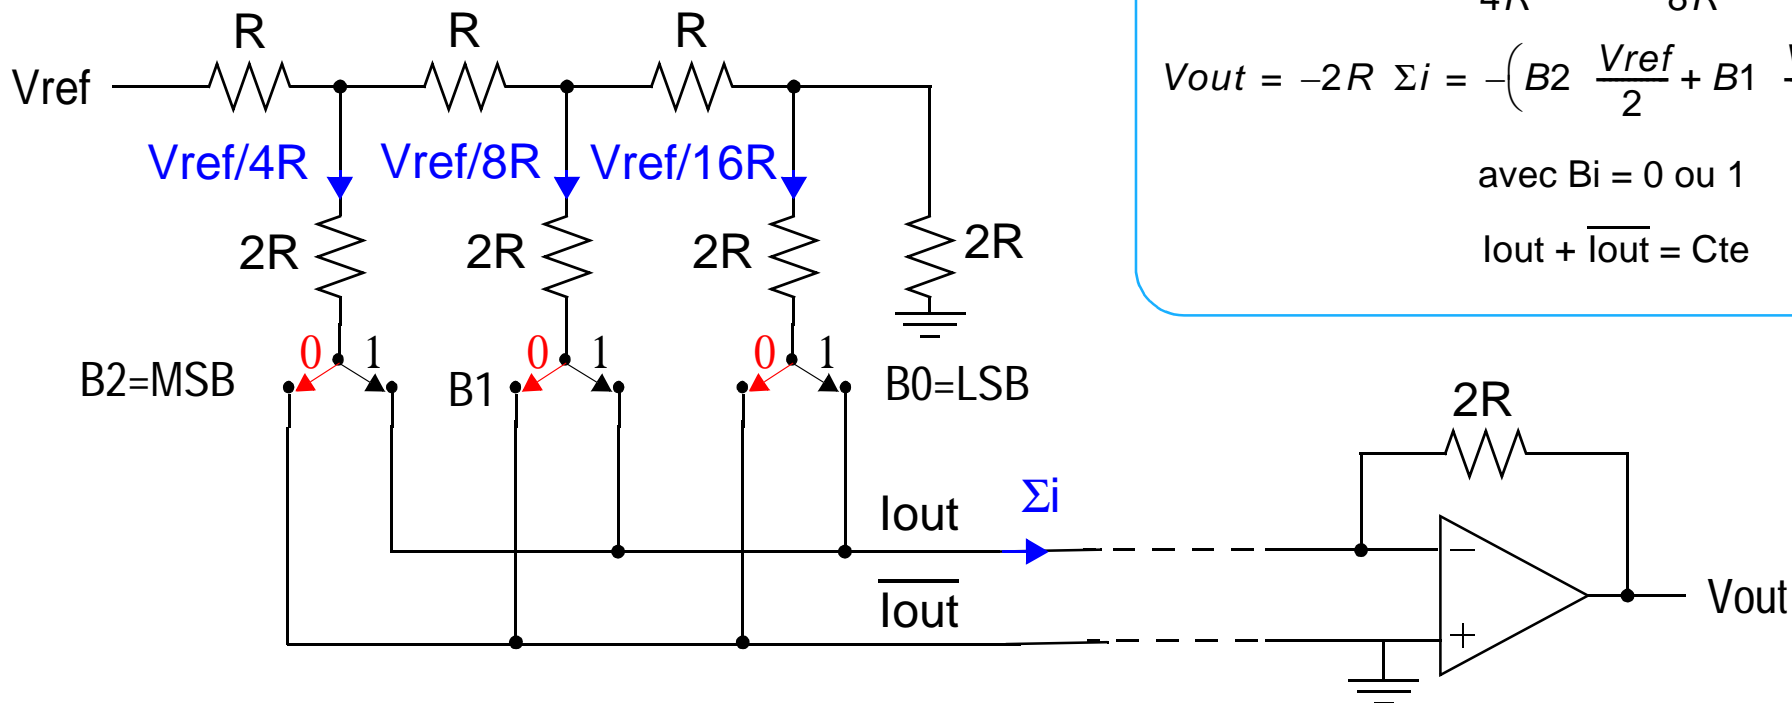 R
R
R
Vref
Vref/4R
Vref/8R
Vref/16R
2R
2R
2R
2R
0 1
0 1
0 1
B2=MSB
B1
B0=LSB
Iout
Σi
I̅o̅u̅t̅
2R
−
+
Vout
4R 8R
Vout = −2R Σi = −(B2 Vref/2 + B1
avec Bi = 0 ou 1
Iout + I̅o̅u̅t̅ = Cte